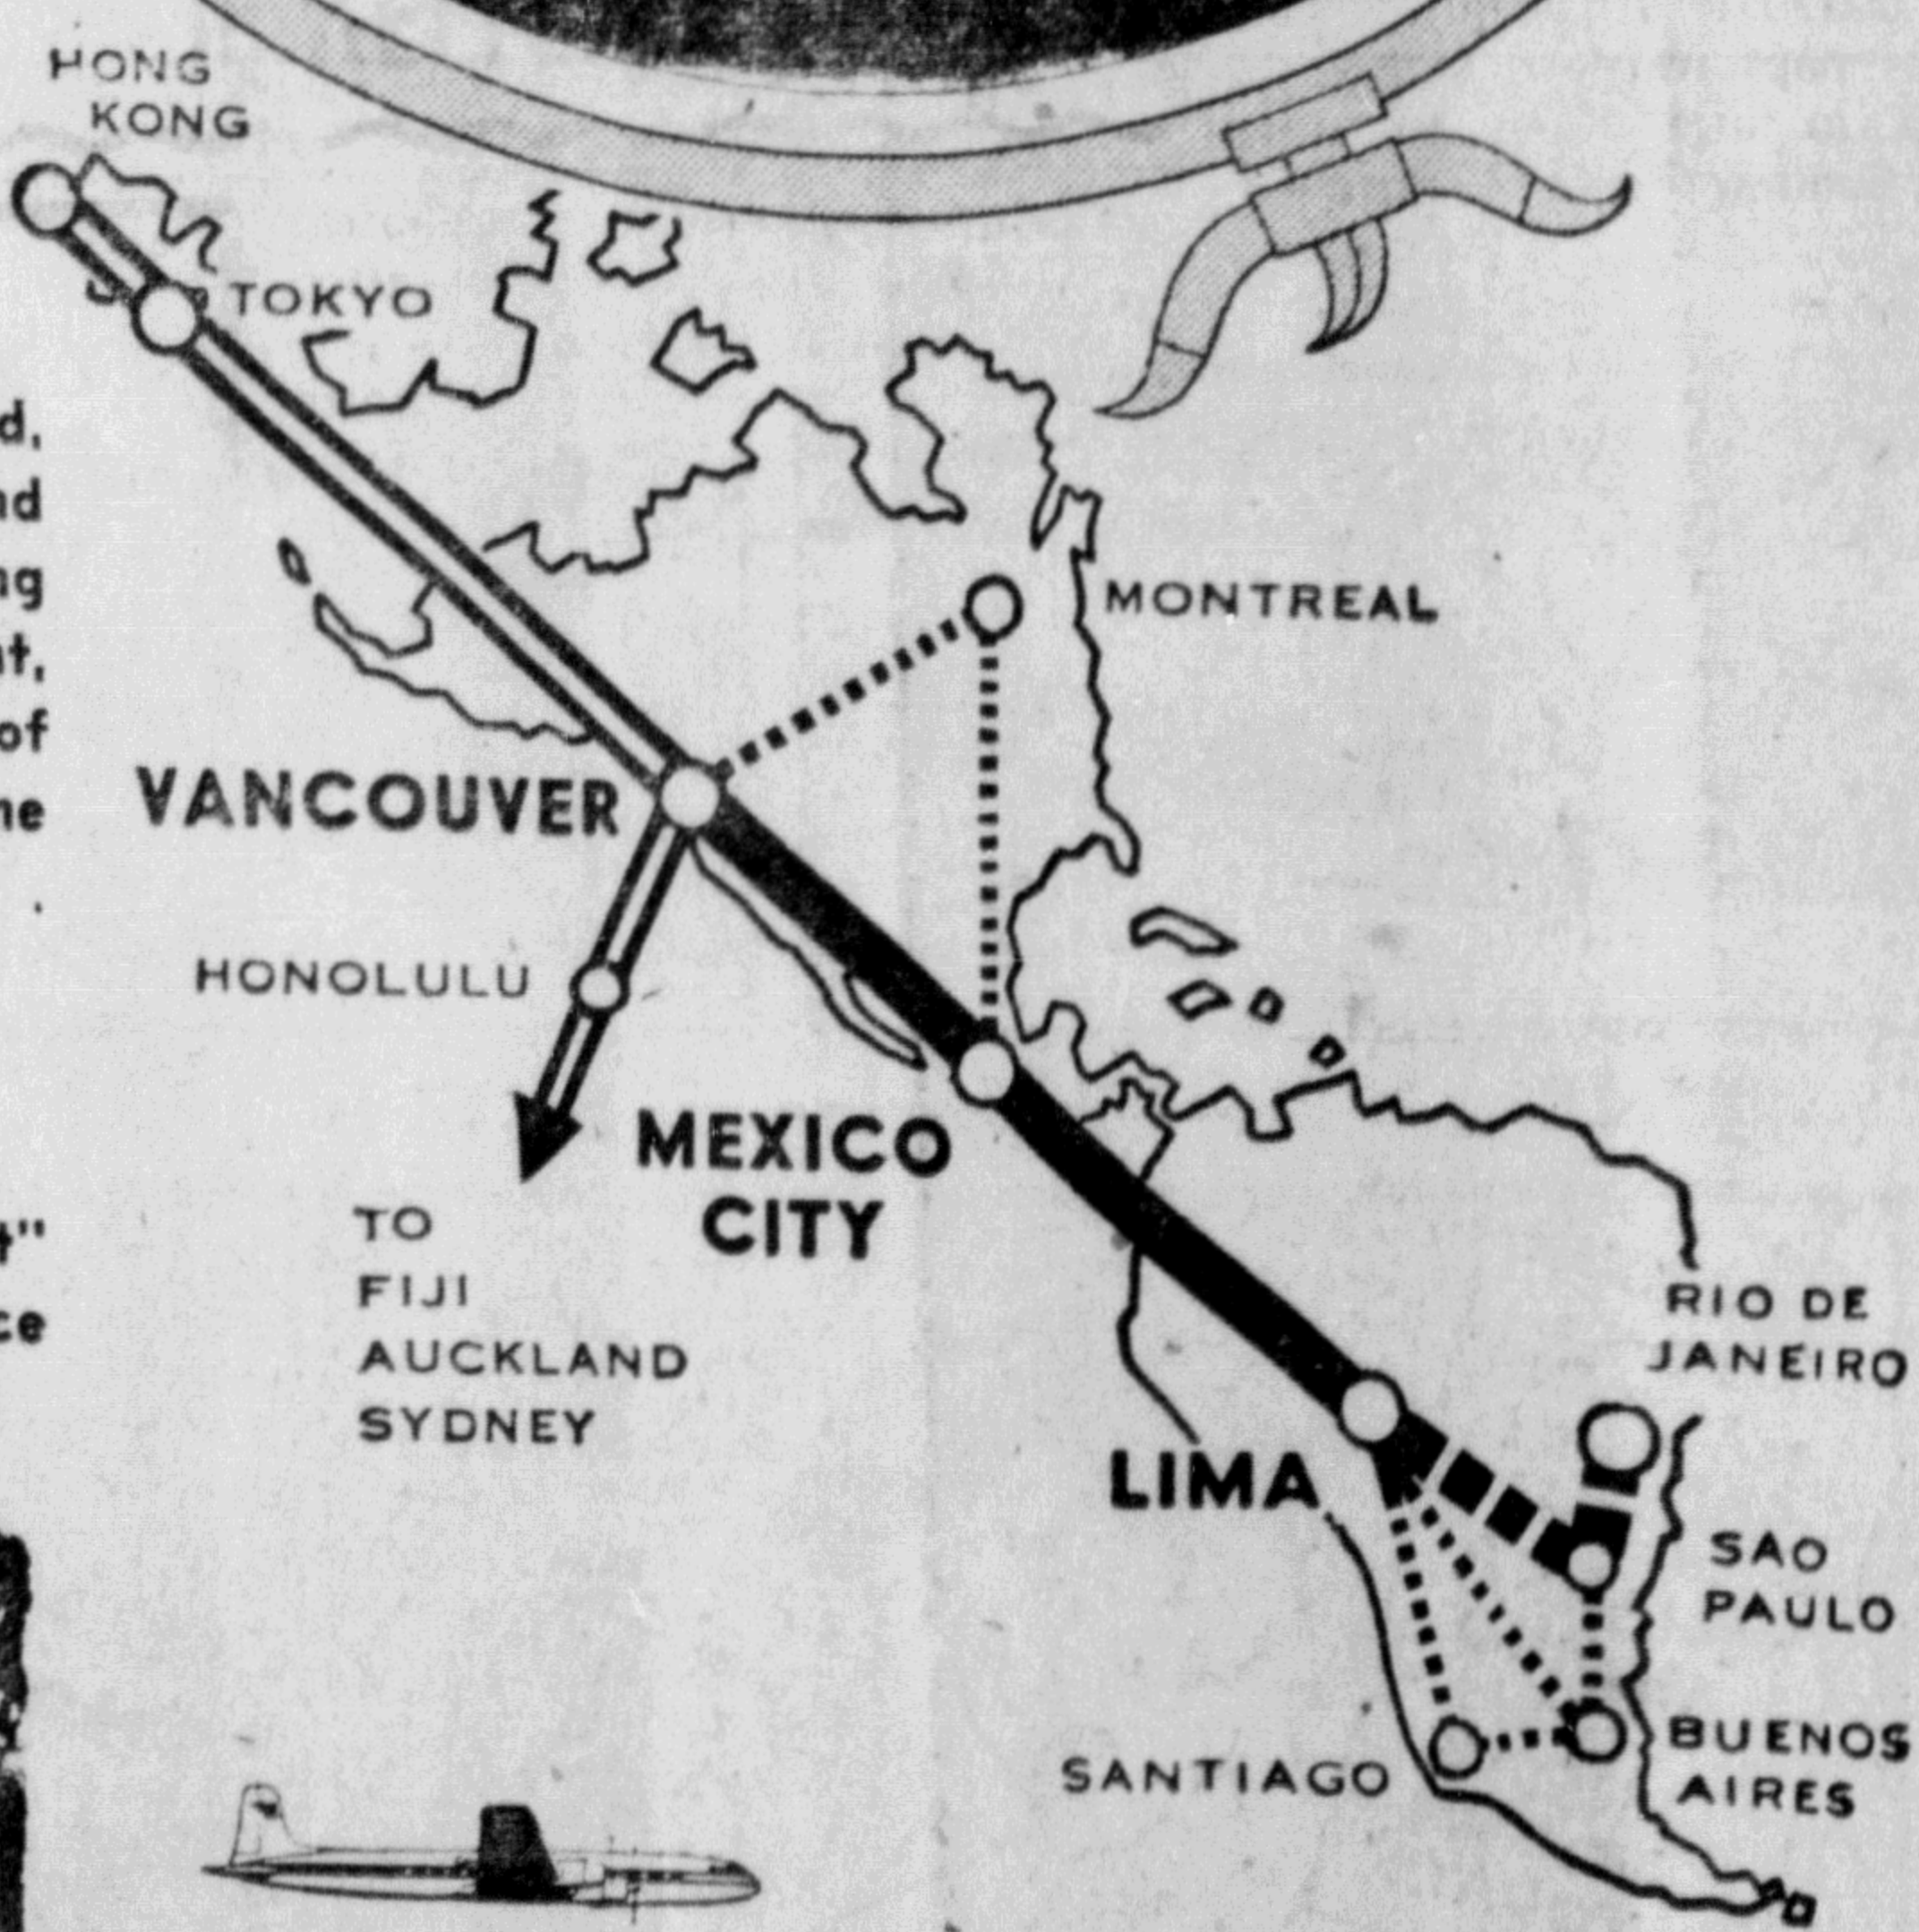 HONG
KONG
TOKYO
d,
MONTREAL
of
VANCOUVER
HONOLULU
MEXICO
CITY
TO
FIJI
AUCKLAND
SYDNEY
RIO DE
JANEIRO
LIMA
SAO
PAULO
SANTIAGO
BUENOS
AIRES